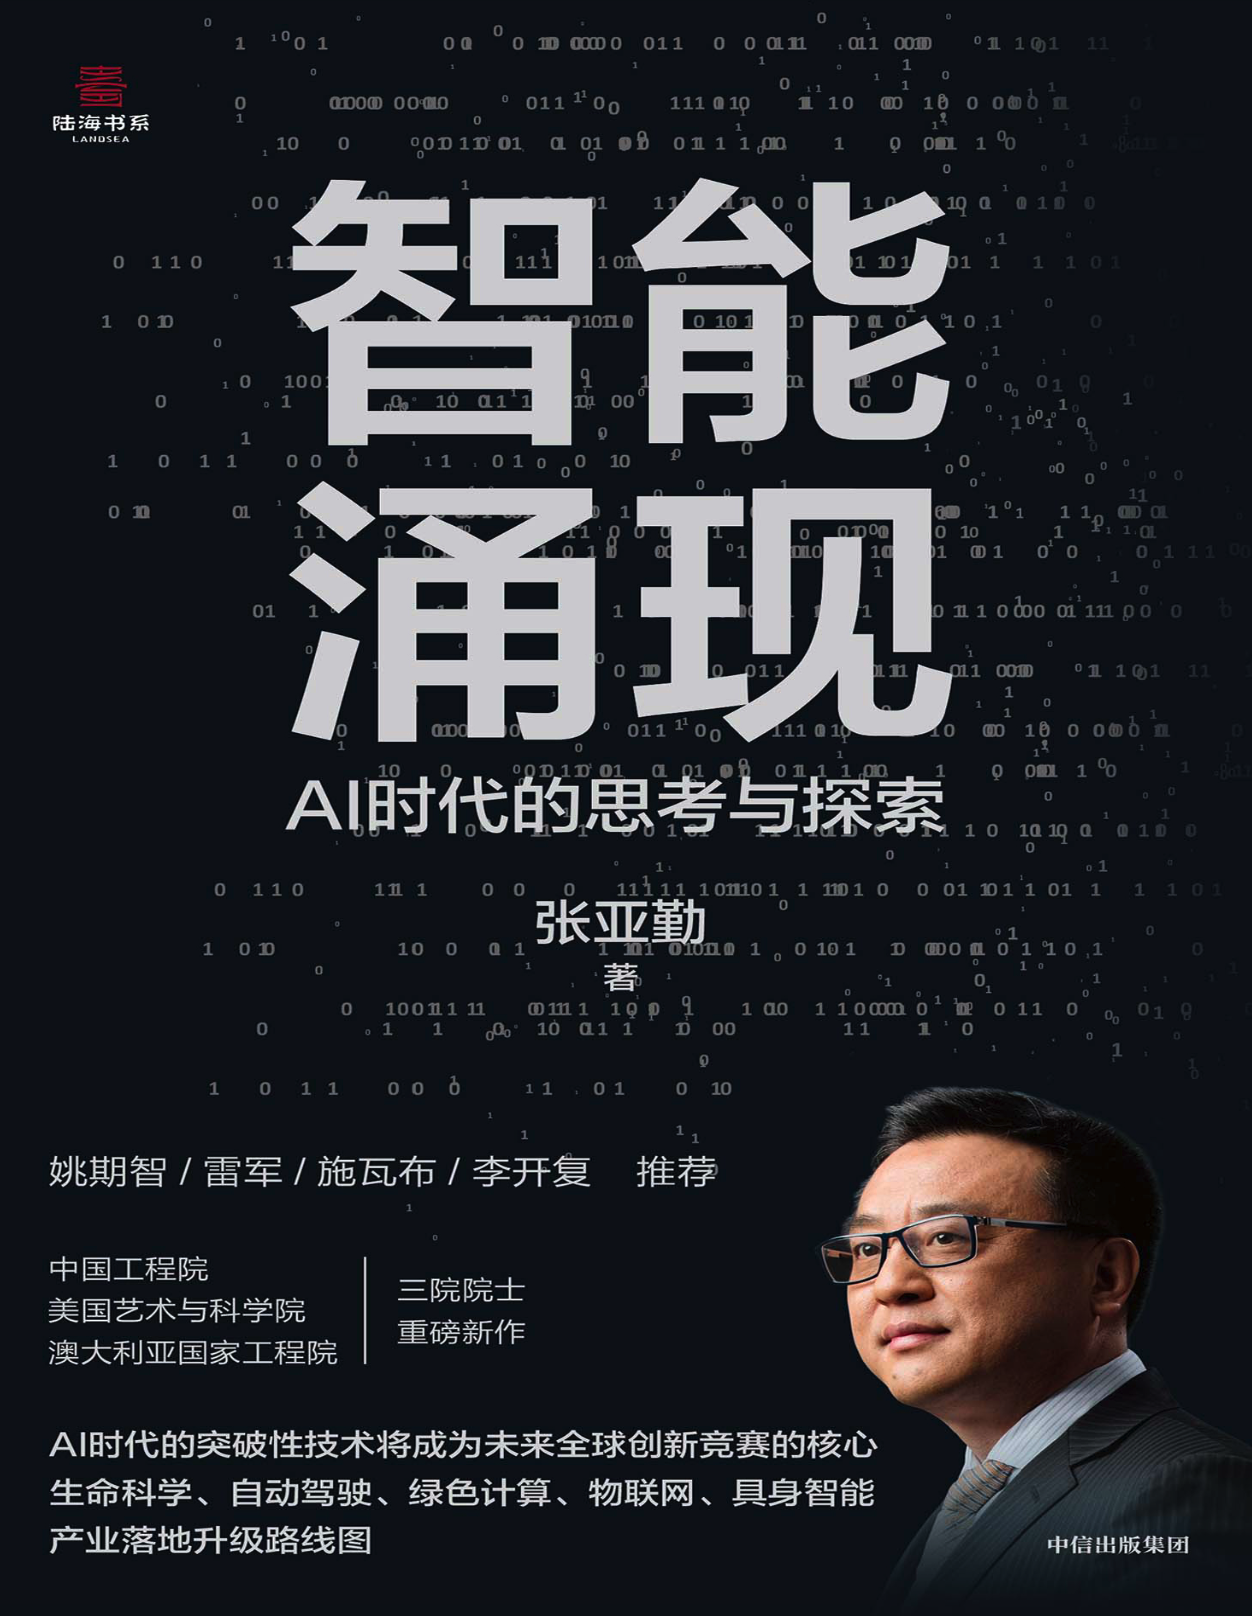 陆海书系
LANDSEA
智能
涌现
AI时代的思考与探索
张亚勤
著
姚期智 / 雷军 / 施瓦布 / 李开复 推荐
中国工程院
美国艺术与科学院
澳大利亚国家工程院
三院院士
重磅新作
AI时代的突破性技术将成为未来全球创新竞赛的核心
生命科学、自动驾驶、绿色计算、物联网、具身智能
产业落地升级路线图
中信出版集团